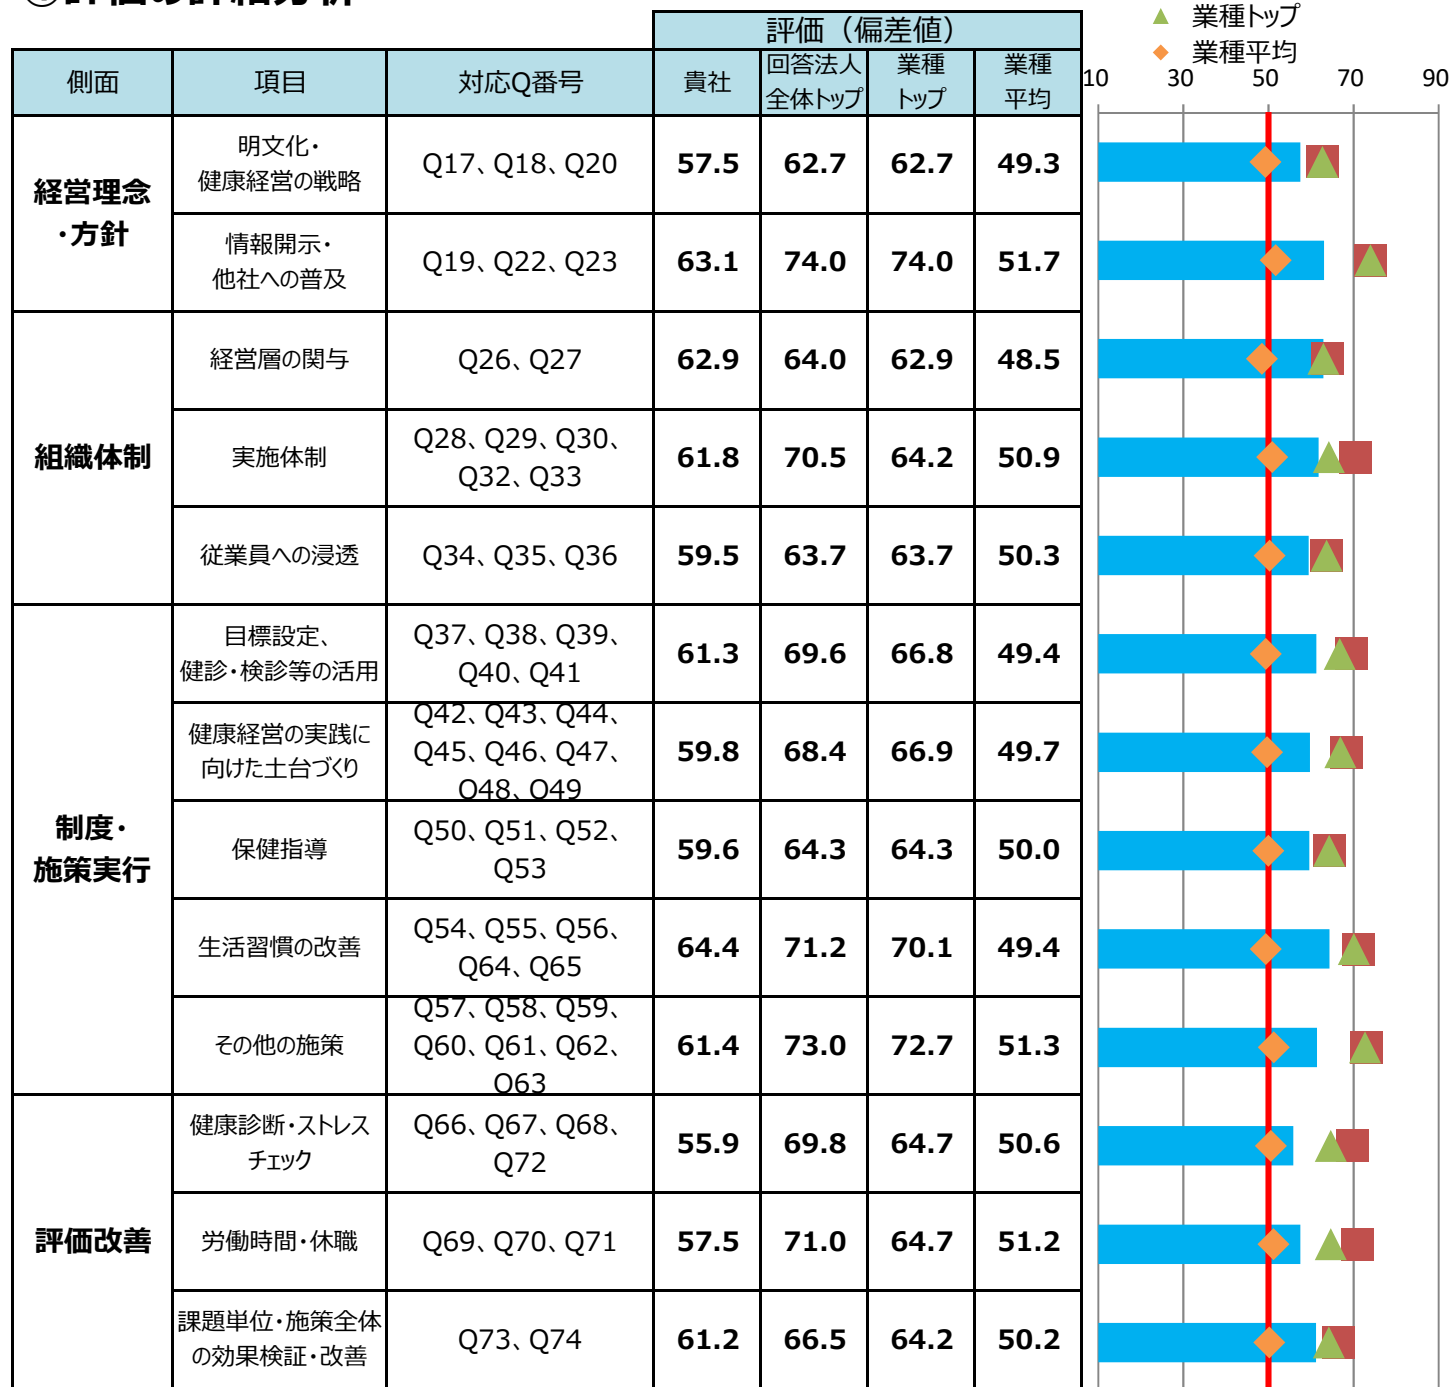 評価(偏差値)
▲ 業種トップ
◆ 業種平均
側面 項目 対応Q番号 貴社 回答法人 業種 業種
全体トップ トップ 平均
10 30 50 70 90
経営理念
・方針
明文化・
健康経営の戦略
Q17、Q18、Q20 57.5 62.7 62.7 49.3
情報開示・
他社への普及
Q19、Q22、Q23 63.1 74.0 74.0 51.7
組織体制
経営層の関与 Q26、Q27 62.9 64.0 62.9 48.5
実施体制
Q28、Q29、Q30、
Q32、Q33
61.8 70.5 64.2 50.9
従業員への浸透 Q34、Q35、Q36 59.5 63.7 63.7 50.3
制度・
施策実行
目標設定、
健診・検診等の活用
Q37、Q38、Q39、
Q40、Q41
61.3 69.6 66.8 49.4
健康経営の実践に
向けた土台づくり
Q42、Q43、Q44、
Q45、Q46、Q47、
Q48、Q49
59.8 68.4 66.9 49.7
保健指導
Q50、Q51、Q52、
Q53
59.6 64.3 64.3 50.0
生活習慣の改善
Q54、Q55、Q56、
Q64、Q65
64.4 71.2 70.1 49.4
その他の施策
Q57、Q58、Q59、
Q60、Q61、Q62、
Q63
61.4 73.0 72.7 51.3
評価改善
健康診断・ストレス
チェック
Q66、Q67、Q68、
Q72
55.9 69.8 64.7 50.6
労働時間・休職 Q69、Q70、Q71 57.5 71.0 64.7 51.2
課題単位・施策全体
の効果検証・改善
Q73、Q74 61.2 66.5 64.2 50.2